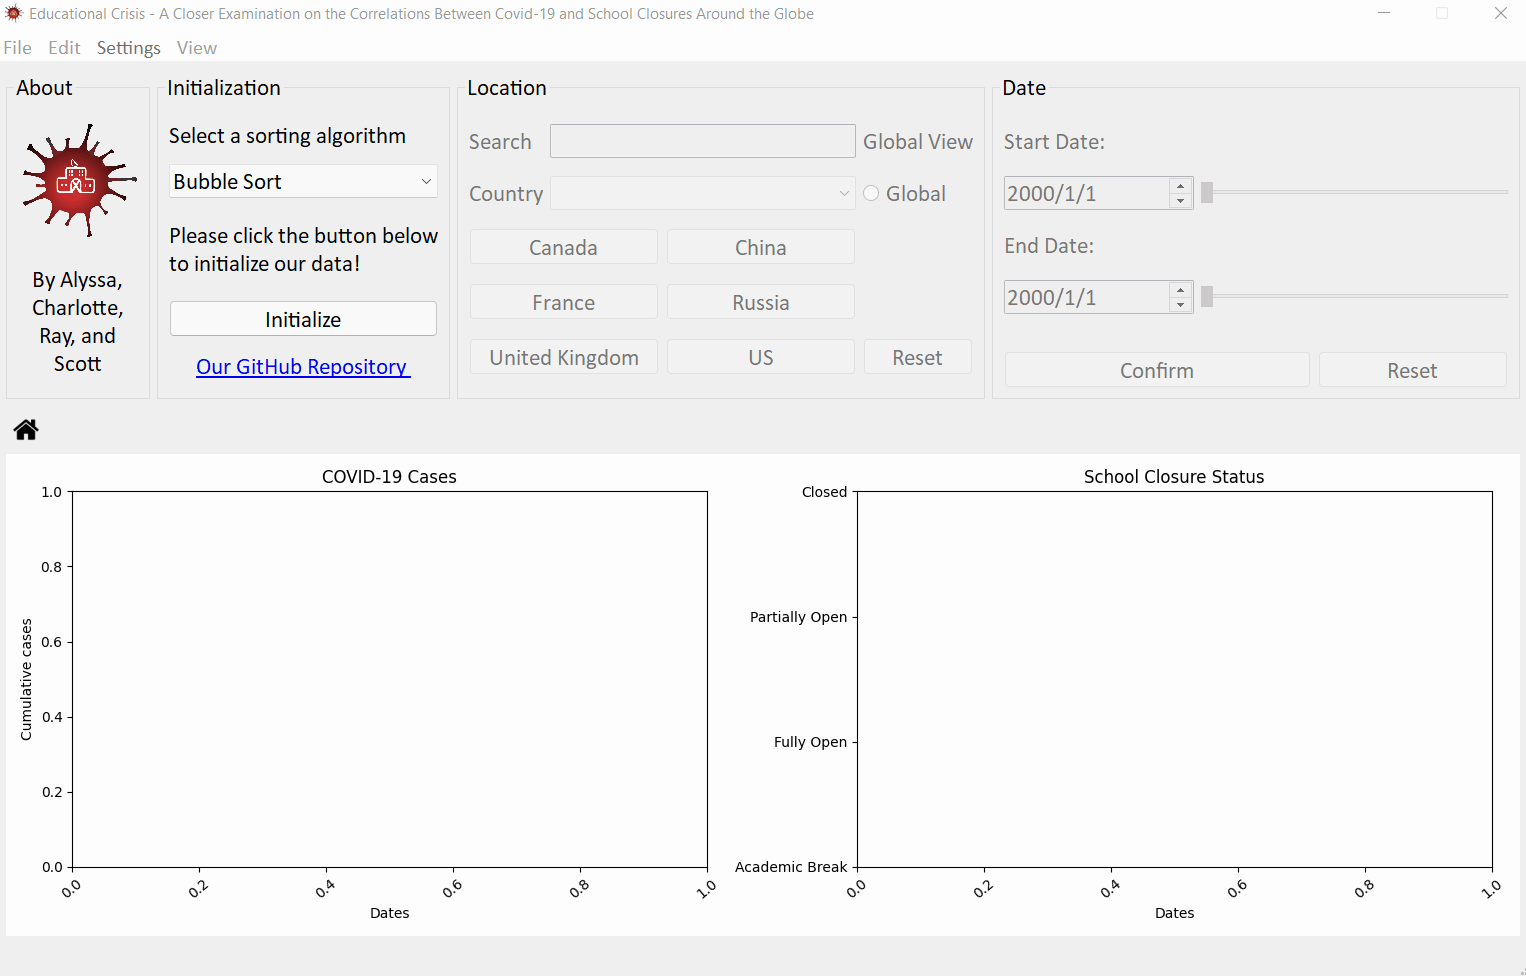 Educational Crisis - A Closer Examination on the Correlations Between Covid-19 and School Closures Around the Globe
File Edit Settings View
About
By Alyssa,
Charlotte,
Ray, and
Scott
Initialization
Select a sorting algorithm
Bubble Sort
Please click the button below
to initialize our data!
Initialize
Our GitHub Repository
Location
Search
Global View
Country
Global
Canada
China
France
Russia
United Kingdom
US
Reset
Date
Start Date:
2000/1/1
End Date:
2000/1/1
Confirm
Reset
COVID-19 Cases
Cumulative cases
1.0
0.8
0.6
0.4
0.2
0.0
0.0 0.2 0.4 0.6 0.8 1.0
Dates
School Closure Status
Closed
Partially Open
Fully Open
Academic Break
0.0 0.2 0.4 0.6 0.8 1.0
Dates